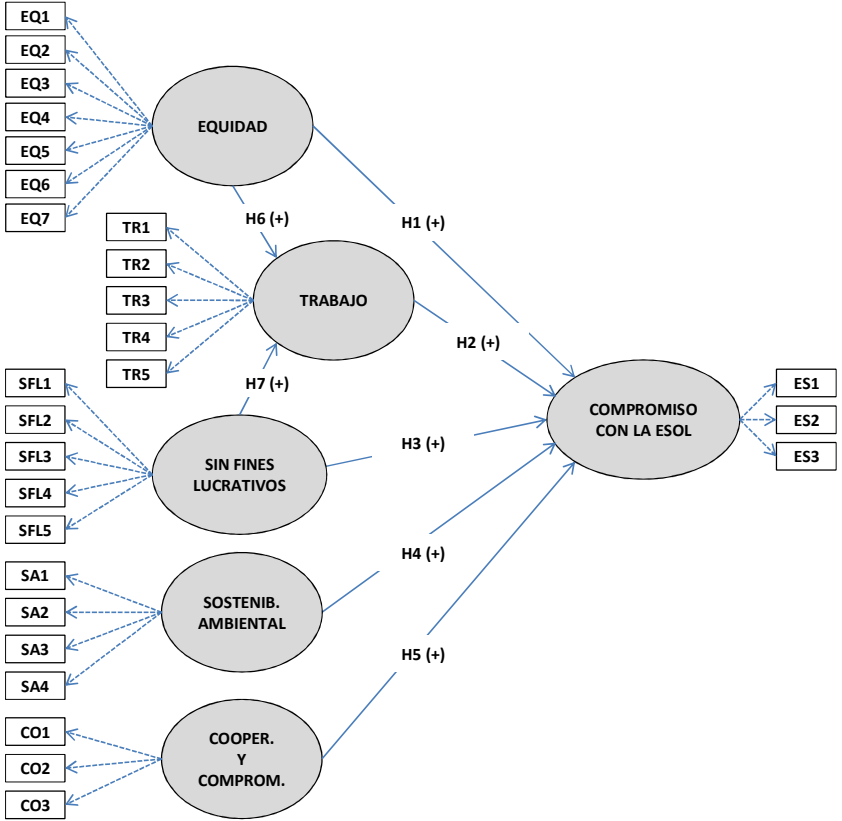 EQ1
EQ2
EQ3
EQ4
EQ5
EQ6
EQ7
EQUIDAD
H6 (+)
H1 (+)
TR1
TR2
TR3
TR4
TR5
TRABAJO
H2 (+)
H7 (+)
SFL1
SFL2
SFL3
SFL4
SFL5
SIN FINES
LUCRATIVOS
H3 (+)
COMPROMISO
CON LA ESOL
ES1
ES2
ES3
SA1
SA2
SA3
SA4
SOSTENIB.
AMBIENTAL
H4 (+)
H5 (+)
CO1
CO2
CO3
COOPER.
Y
COMPROM.